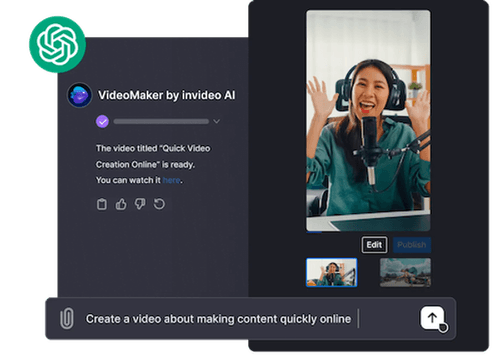 VideoMaker by invideo AI
The video titled “Quick Video
Creation Online” is ready.
You can watch it here.
Edit
Publish
Create a video about making content quickly online